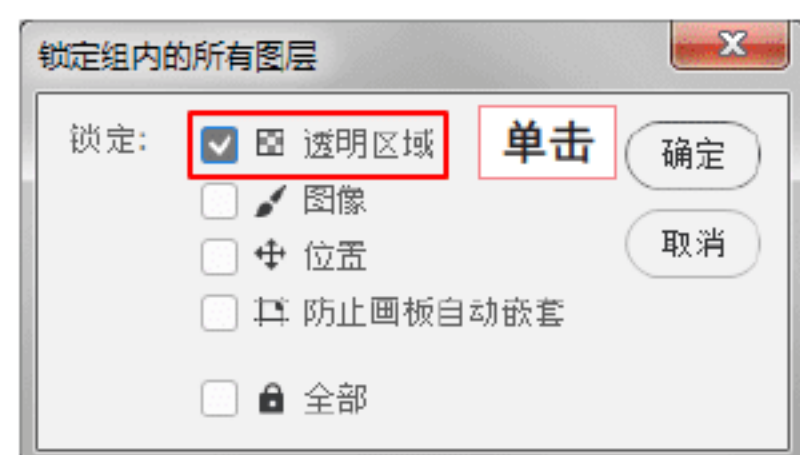 锁定组内的所有图层
锁定: 透明区域 单击 确定
图像
位置 取消
防止画板自动嵌套
全部